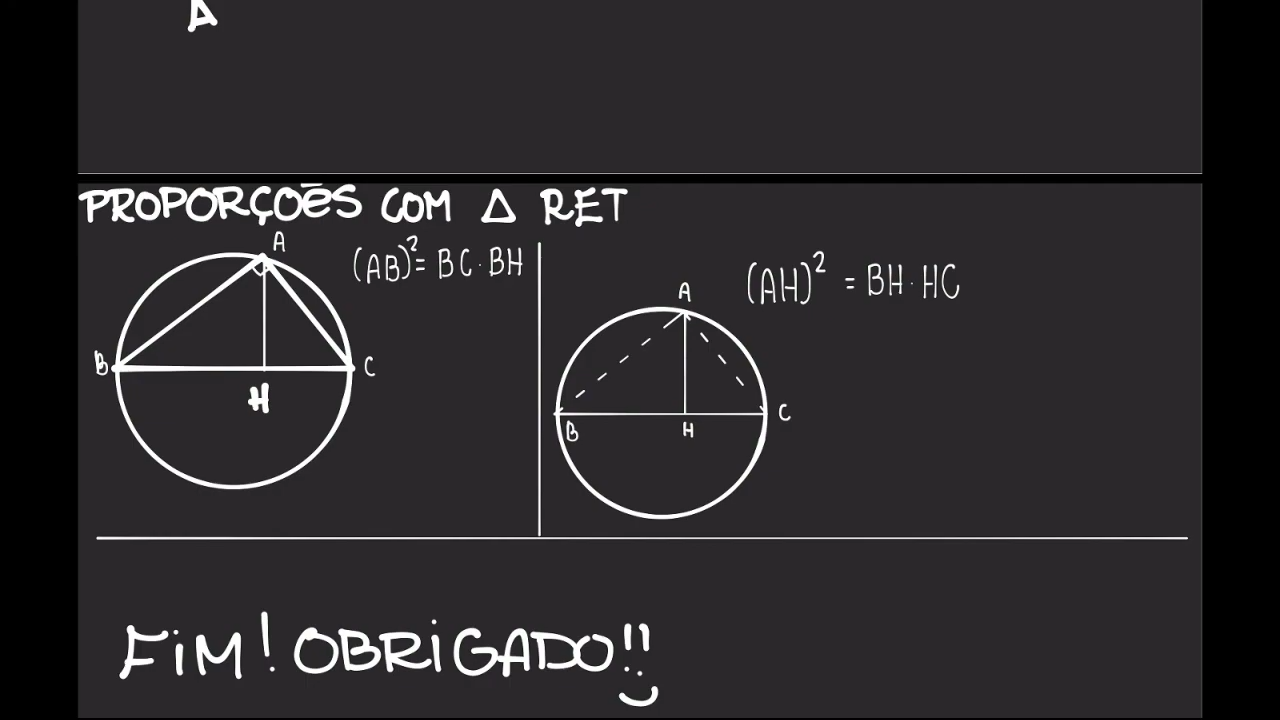 A
PROPORÇÕES COM Δ RET
A
(AB)²= BC·BH
B
C
H
A
(AH)² = BH·HC
B
H
C
FiM! OBRiGADO!!